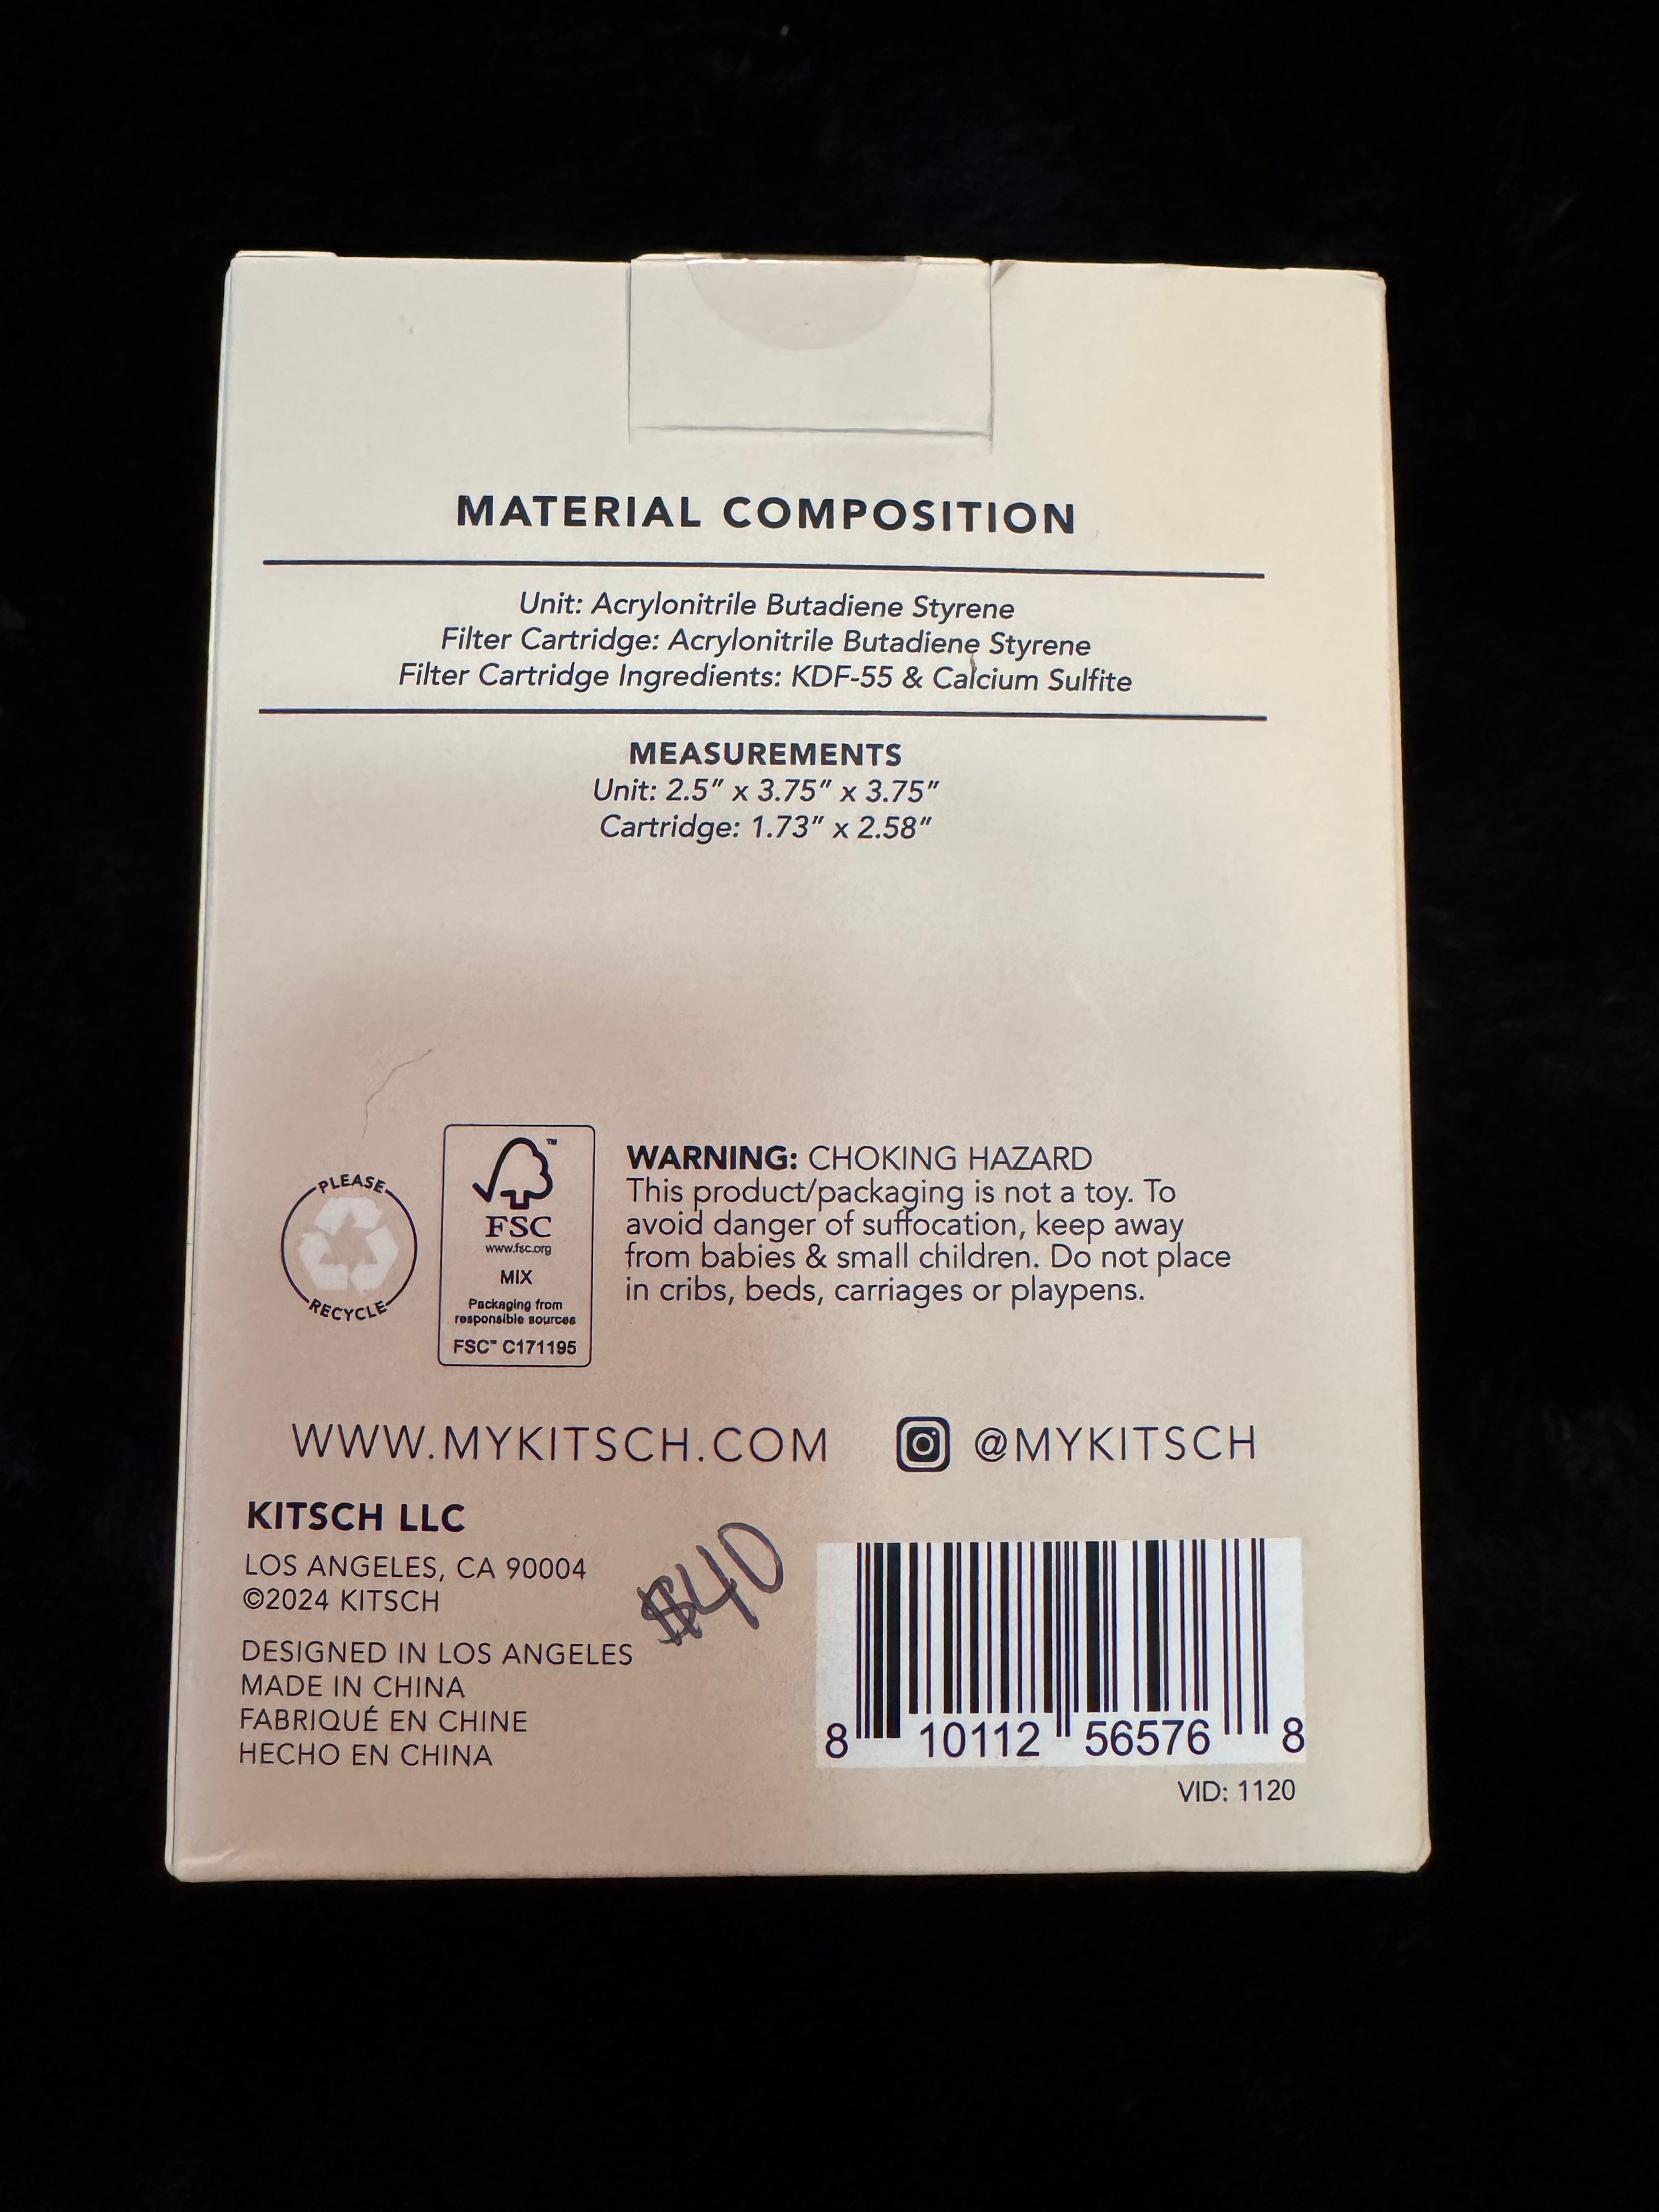 MATERIAL COMPOSITION
Unit: Acrylonitrile Butadiene Styrene
Filter Cartridge: Acrylonitrile Butadiene Styrene
Filter Cartridge Ingredients: KDF-55 & Calcium Sulfite
MEASUREMENTS
Unit: 2.5" x 3.75" x 3.75"
Cartridge: 1.73" x 2.58"
PLEASE
RECYCLE
FSC™
www.fsc.org
MIX
Packaging from
responsible sources
FSC™ C171195
WARNING: CHOKING HAZARD
This product/packaging is not a toy. To
avoid danger of suffocation, keep away
from babies & small children. Do not place
in cribs, beds, carriages or playpens.
WWW.MYKITSCH.COM @MYKITSCH
KITSCH LLC
LOS ANGELES, CA 90004
©2024 KITSCH
DESIGNED IN LOS ANGELES
MADE IN CHINA
FABRIQUÉ EN CHINE
HECHO EN CHINA
$40
8 10112 56576 8
VID: 1120